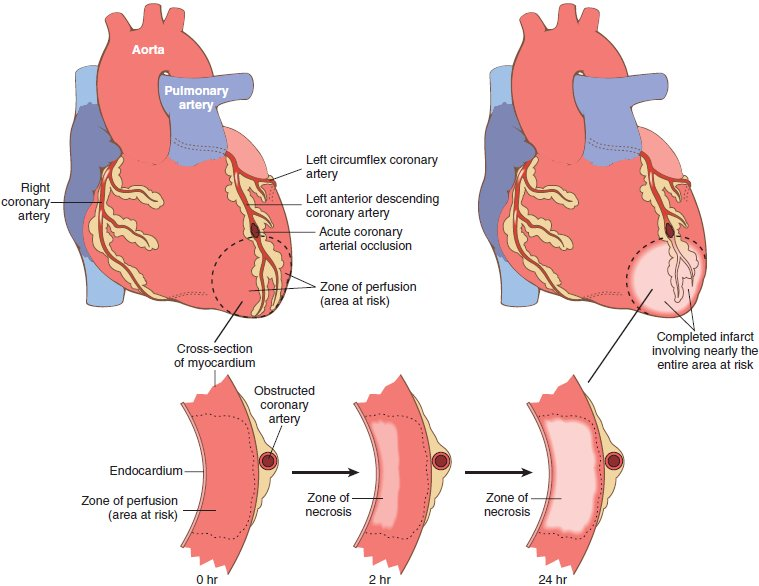 Aorta
Pulmonary
artery
Left circumflex coronary
artery
Right
coronary
artery
Left anterior descending
coronary artery
Acute coronary
arterial occlusion
Zone of perfusion
(area at risk)
Completed infarct
involving nearly the
entire area at risk
Cross-section
of myocardium
Obstructed
coronary
artery
Endocardium
Zone of perfusion
(area at risk)
Zone of
necrosis
Zone of
necrosis
0 hr
2 hr
24 hr